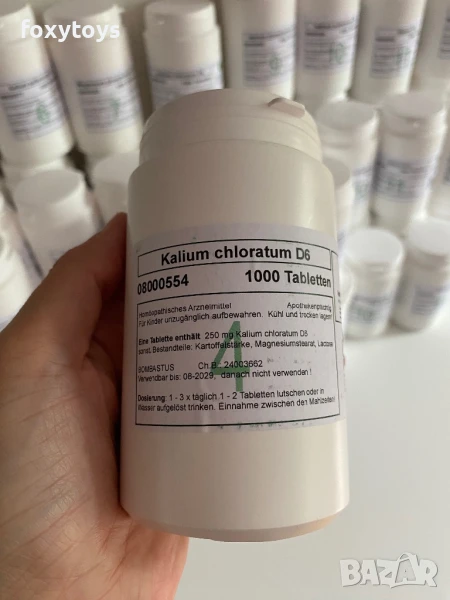 foxytoys
Kalium chloratum D6
08000554 1000 Tabletten
Homöopathisches Arzneimittel Apothekenpflichtig
Für Kinder unzugänglich aufbewahren. Kühl und trocken lagern!
Eine Tablette enthält 250 mg Kalium chloratum D6
sonst. Bestandteile: Kartoffelstärke, Magnesiumstearat, Lactose
4
BOMBASTUS Ch.B.: 24003662
Verwendbar bis: 08-2029, danach nicht verwenden !
Dosierung: 1 - 3 x täglich 1 - 2 Tabletten lutschen oder in
Wasser aufgelöst trinken. Einnahme zwischen den Mahlzeiten
BAZAR